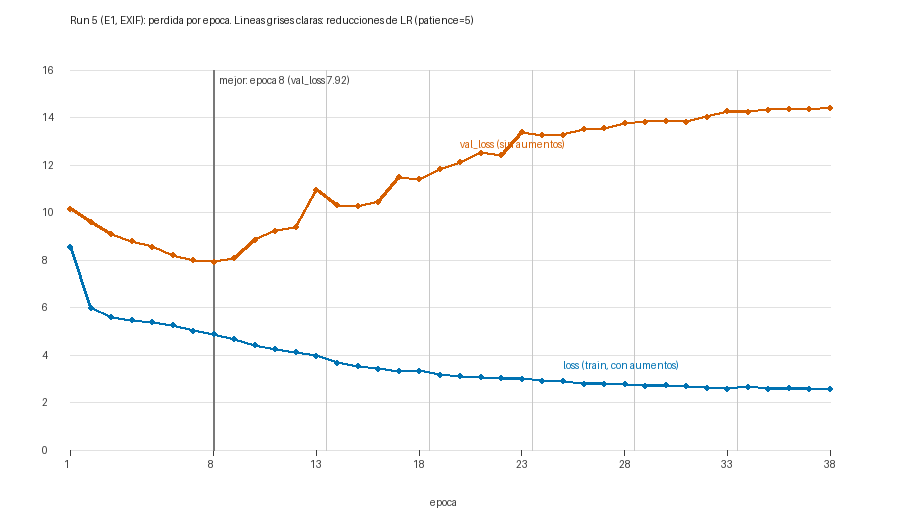 Run 5 (E1, EXIF): perdida por epoca. Lineas grises claras: reducciones de LR (patience=5)
16
mejor: epoca 8 (val_loss 7.92)
14
val_loss (sin aumentos)
12
10
8
6
4
loss (train, con aumentos)
2
0
1 8 13 18 23 28 33 38
epoca